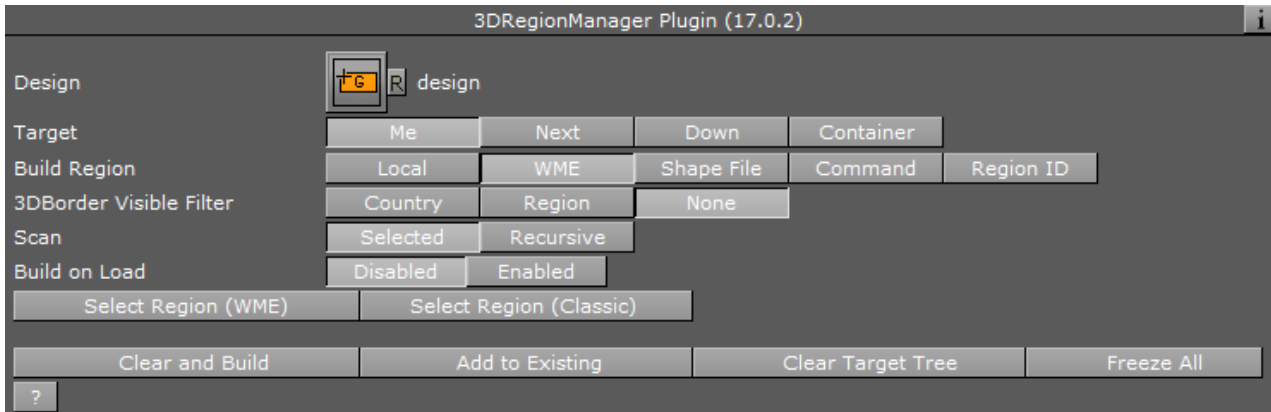 3DRegionManager Plugin (17.0.2) i
Design G R design
Target Me Next Down Container
Build Region Local WME Shape File Command Region ID
3DBorder Visible Filter Country Region None
Scan Selected Recursive
Build on Load Disabled Enabled
Select Region (WME) Select Region (Classic)
Clear and Build Add to Existing Clear Target Tree Freeze All
?